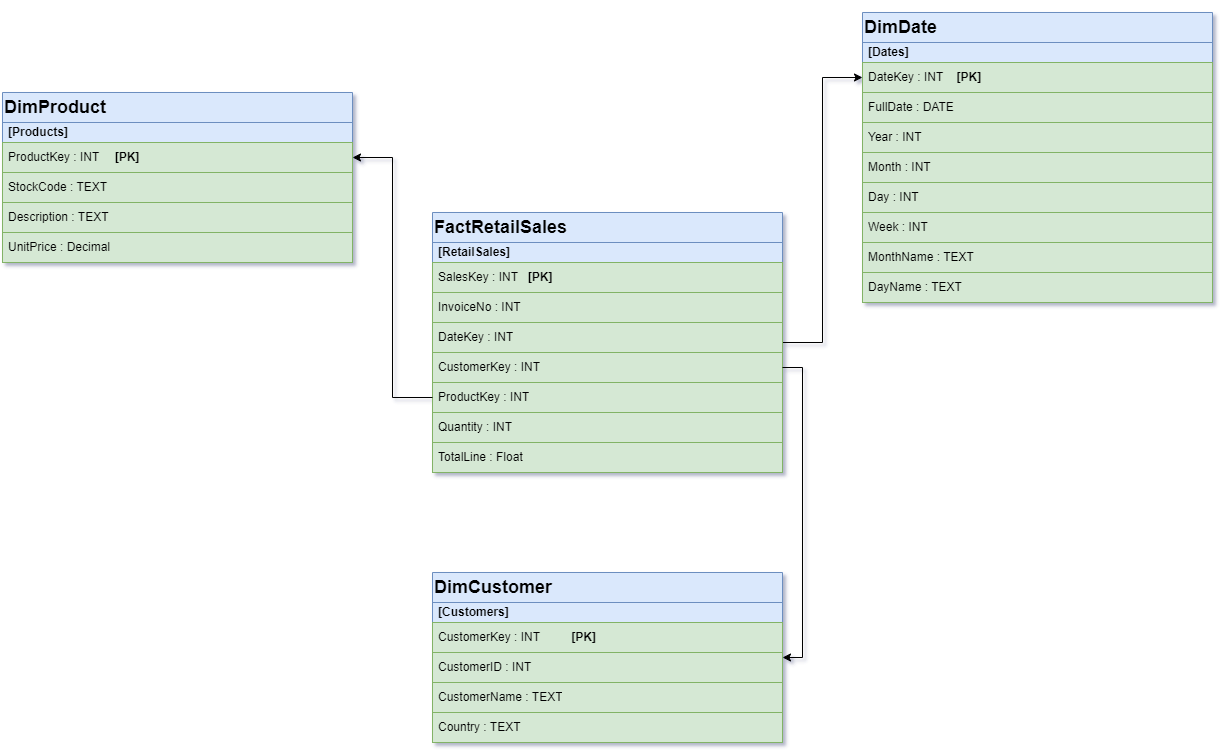 DimProduct
[Products]
ProductKey : INT [PK]
StockCode : TEXT
Description : TEXT
UnitPrice : Decimal
FactRetailSales
[RetailSales]
SalesKey : INT [PK]
InvoiceNo : INT
DateKey : INT
CustomerKey : INT
ProductKey : INT
Quantity : INT
TotalLine : Float
DimDate
[Dates]
DateKey : INT [PK]
FullDate : DATE
Year : INT
Month : INT
Day : INT
Week : INT
MonthName : TEXT
DayName : TEXT
DimCustomer
[Customers]
CustomerKey : INT [PK]
CustomerID : INT
CustomerName : TEXT
Country : TEXT